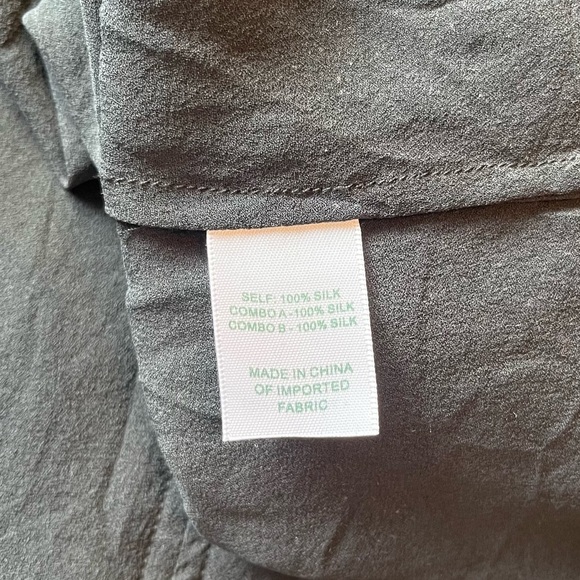 SELF: 100% SILK
COMBO A -100% SILK
COMBO B - 100% SILK
MADE IN CHINA
OF IMPORTED
FABRIC